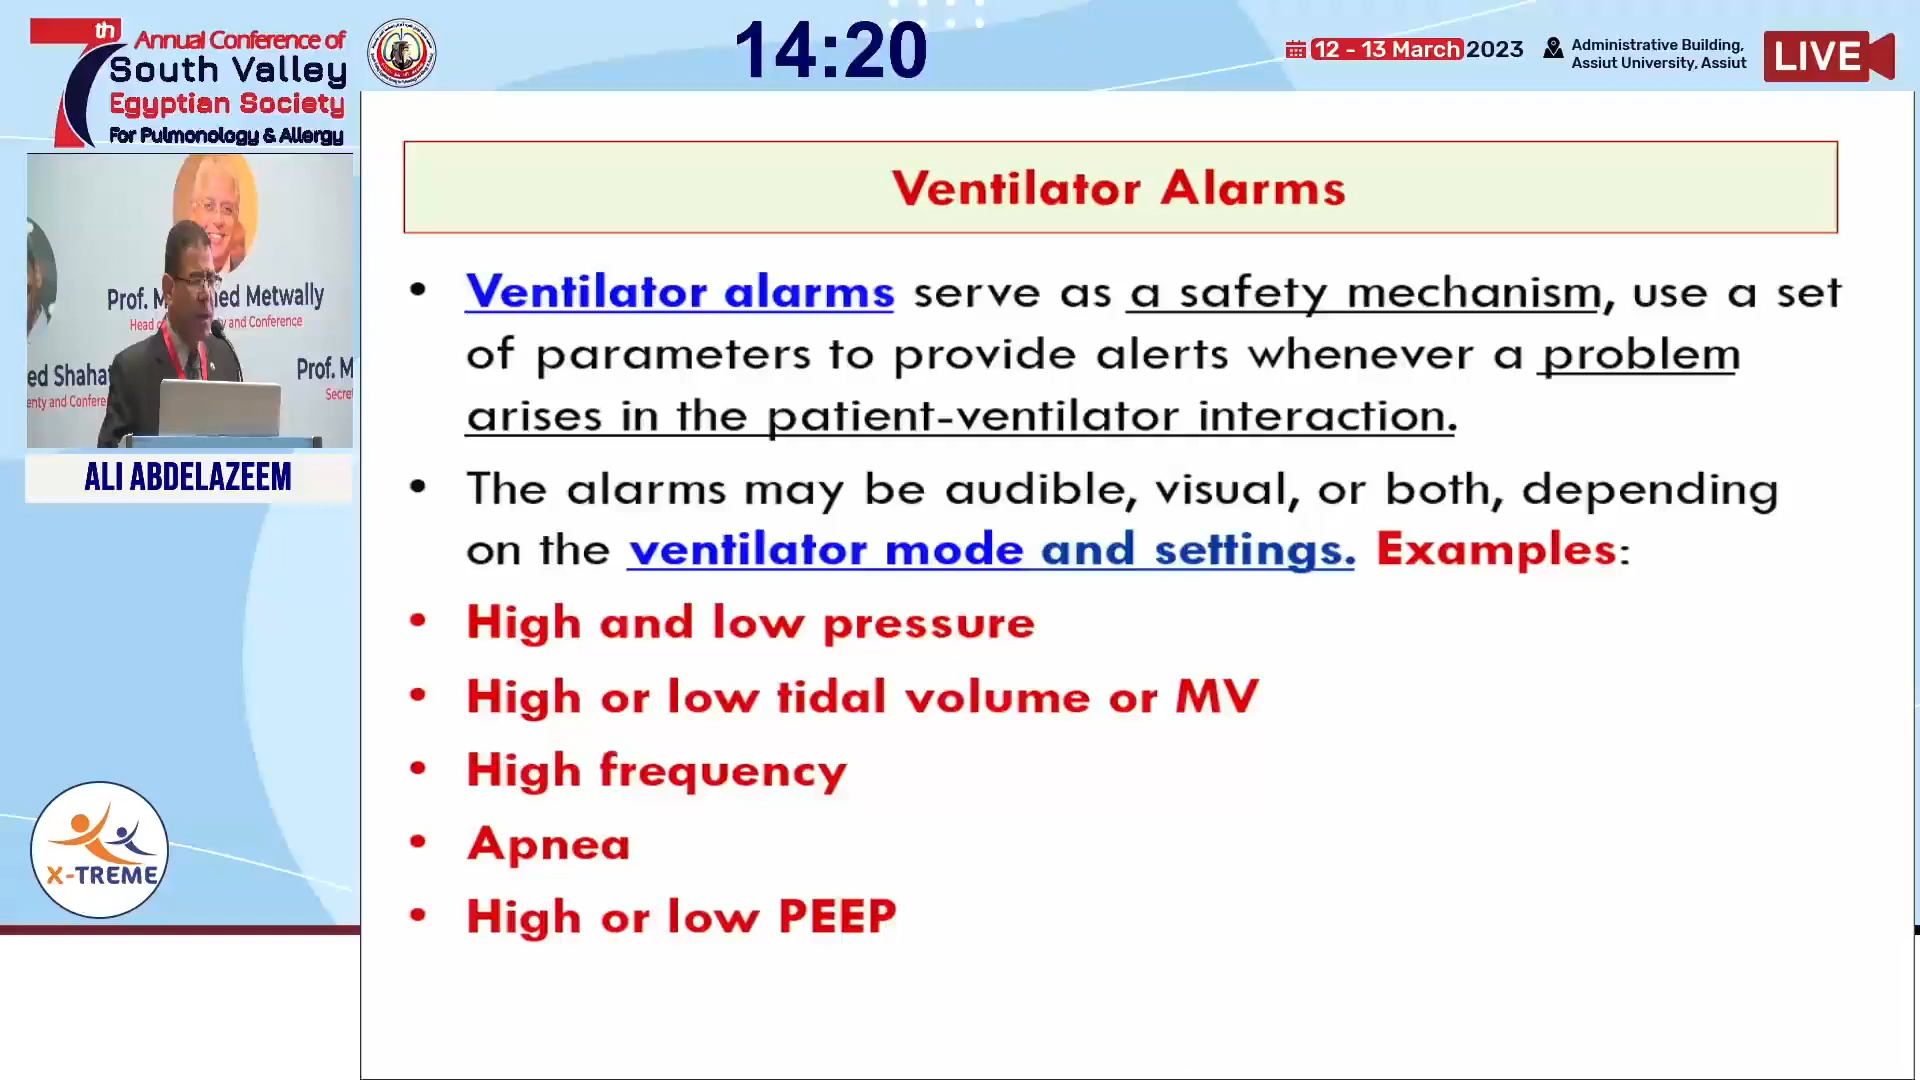 7th
Annual Conference of
South Valley
Egyptian Society
For Pulmonology & Allergy
14:20
12 - 13 March 2023
Administrative Building,
Assiut University, Assiut
LIVE
Prof. M ed Metwally
Head and Conference
ed Shaha
enty and Confere
Prof. M
Secre
ALI ABDELAZEEM
X-TREME
Ventilator Alarms
• Ventilator alarms serve as a safety mechanism, use a set
of parameters to provide alerts whenever a problem
arises in the patient-ventilator interaction.
• The alarms may be audible, visual, or both, depending
on the ventilator mode and settings. Examples:
• High and low pressure
• High or low tidal volume or MV
• High frequency
• Apnea
• High or low PEEP